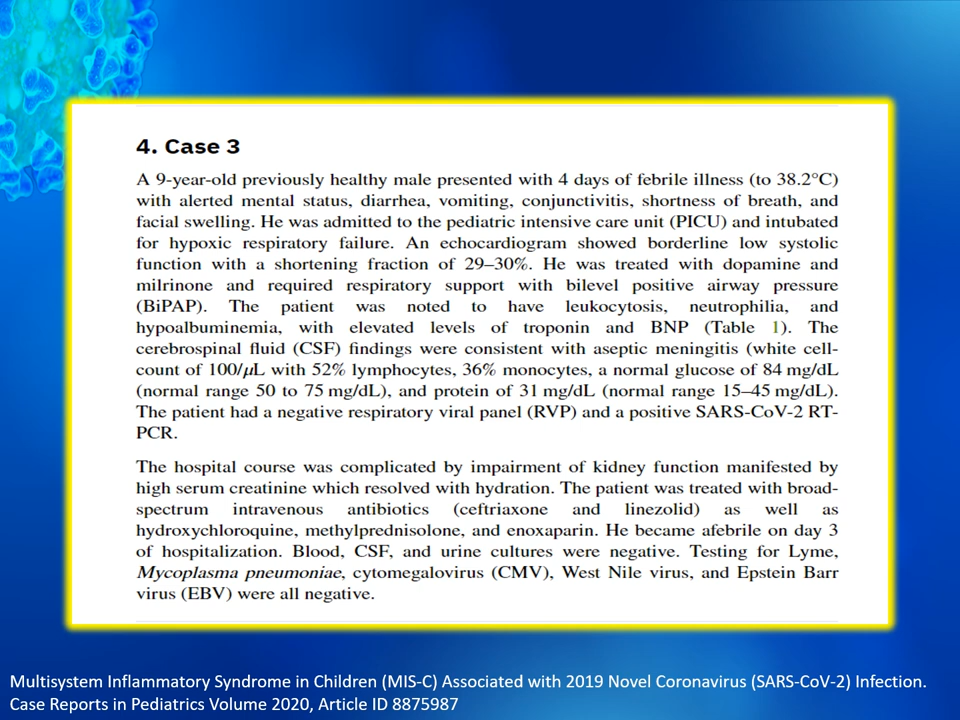 4. Case 3
A 9-year-old previously healthy male presented with 4 days of febrile illness (to 38.2°C)
with alerted mental status, diarrhea, vomiting, conjunctivitis, shortness of breath, and
facial swelling. He was admitted to the pediatric intensive care unit (PICU) and intubated
for hypoxic respiratory failure. An echocardiogram showed borderline low systolic
function with a shortening fraction of 29–30%. He was treated with dopamine and
milrinone and required respiratory support with bilevel positive airway pressure
(BiPAP). The patient was noted to have leukocytosis, neutrophilia, and
hypoalbuminemia, with elevated levels of troponin and BNP (Table 1). The
cerebrospinal fluid (CSF) findings were consistent with aseptic meningitis (white cell-
count of 100/μL with 52% lymphocytes, 36% monocytes, a normal glucose of 84 mg/dL
(normal range 50 to 75 mg/dL), and protein of 31 mg/dL (normal range 15–45 mg/dL).
The patient had a negative respiratory viral panel (RVP) and a positive SARS-CoV-2 RT-
PCR.
The hospital course was complicated by impairment of kidney function manifested by
high serum creatinine which resolved with hydration. The patient was treated with broad-
spectrum intravenous antibiotics (ceftriaxone and linezolid) as well as
hydroxychloroquine, methylprednisolone, and enoxaparin. He became afebrile on day 3
of hospitalization. Blood, CSF, and urine cultures were negative. Testing for Lyme,
Mycoplasma pneumoniae, cytomegalovirus (CMV), West Nile virus, and Epstein Barr
virus (EBV) were all negative.
Multisystem Inflammatory Syndrome in Children (MIS-C) Associated with 2019 Novel Coronavirus (SARS-CoV-2) Infection.
Case Reports in Pediatrics Volume 2020, Article ID 8875987